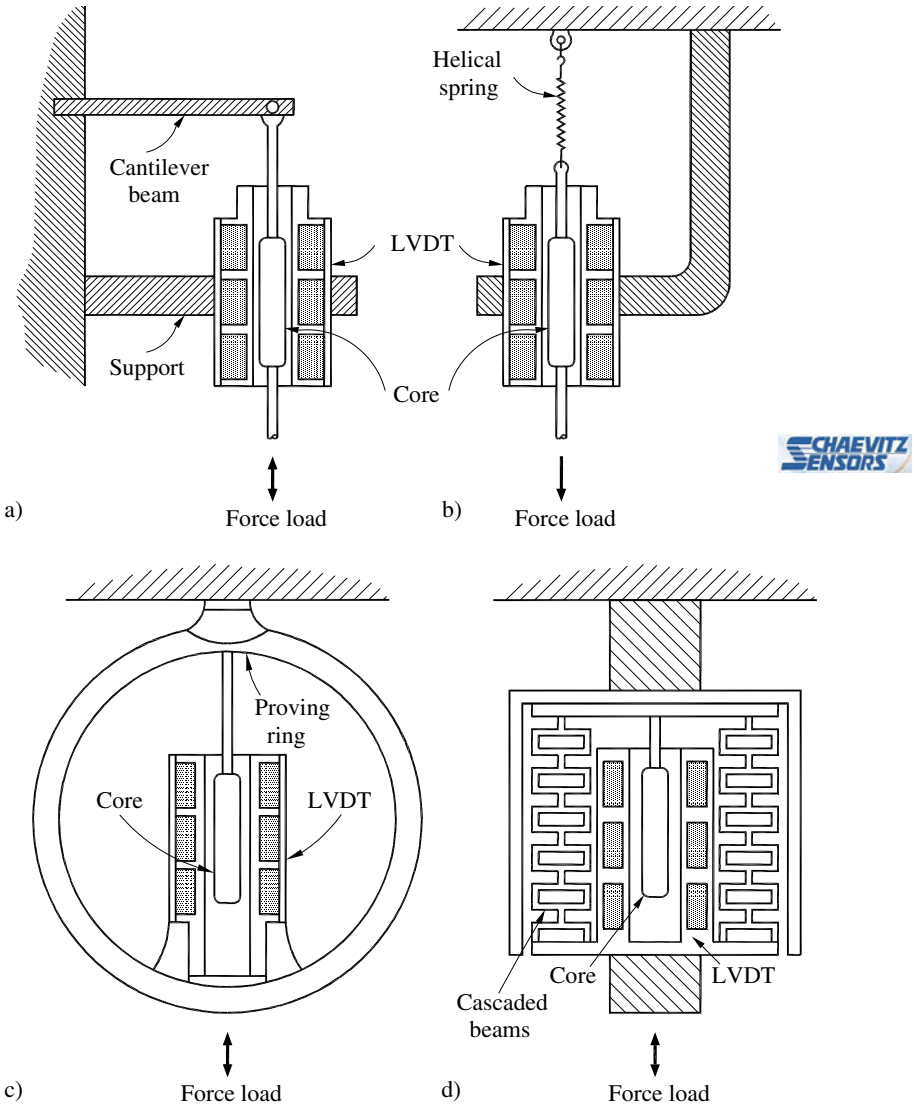 Helical
spring
Cantilever
beam
LVDT
Support
Core
SCHAEVITZ
SENSORS
a)
Force load
b)
Force load
Proving
ring
Core
LVDT
Core
LVDT
Cascaded
beams
c)
Force load
d)
Force load